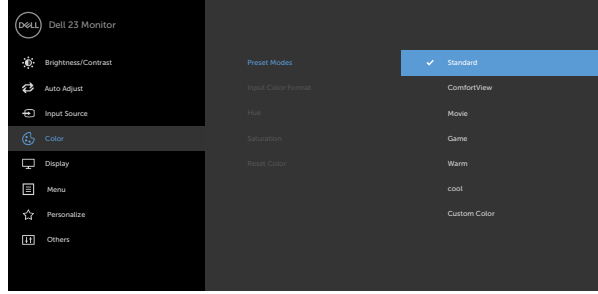 DELL Dell 23 Monitor
Brightness/Contrast
Auto Adjust
Input Source
Color
Display
Menu
Personalize
Others
Preset Modes
Input Color Format
Hue
Saturation
Reset Color
Standard
ComfortView
Movie
Game
Warm
cool
Custom Color